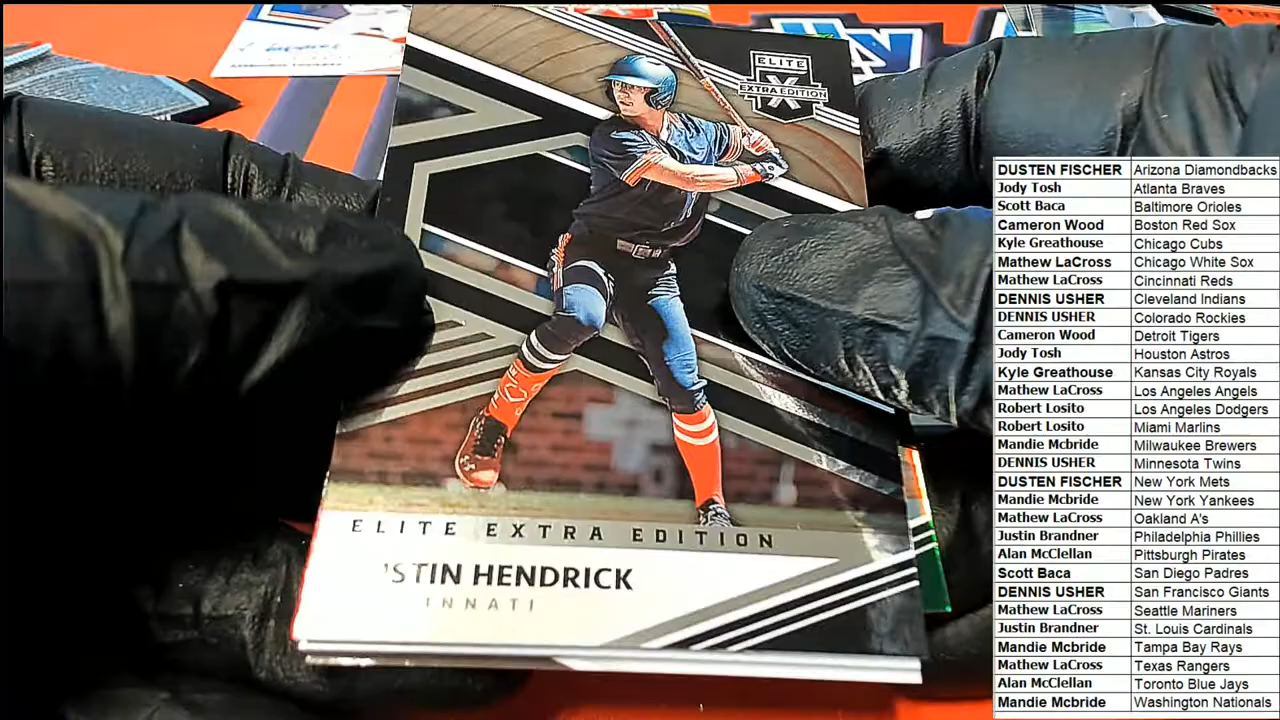 ELITE
X
EXTRA EDITION
ELITE EXTRA EDITION
STIN HENDRICK
INNATI
DUSTEN FISCHER Arizona Diamondbacks
Jody Tosh Atlanta Braves
Scott Baca Baltimore Orioles
Cameron Wood Boston Red Sox
Kyle Greathouse Chicago Cubs
Mathew LaCross Chicago White Sox
Mathew LaCross Cincinnati Reds
DENNIS USHER Cleveland Indians
DENNIS USHER Colorado Rockies
Cameron Wood Detroit Tigers
Jody Tosh Houston Astros
Kyle Greathouse Kansas City Royals
Mathew LaCross Los Angeles Angels
Robert Losito Los Angeles Dodgers
Robert Losito Miami Marlins
Mandie Mcbride Milwaukee Brewers
DENNIS USHER Minnesota Twins
DUSTEN FISCHER New York Mets
Mandie Mcbride New York Yankees
Mathew LaCross Oakland A's
Justin Brandner Philadelphia Phillies
Alan McClellan Pittsburgh Pirates
Scott Baca San Diego Padres
DENNIS USHER San Francisco Giants
Mathew LaCross Seattle Mariners
Justin Brandner St. Louis Cardinals
Mandie Mcbride Tampa Bay Rays
Mathew LaCross Texas Rangers
Alan McClellan Toronto Blue Jays
Mandie Mcbride Washington Nationals